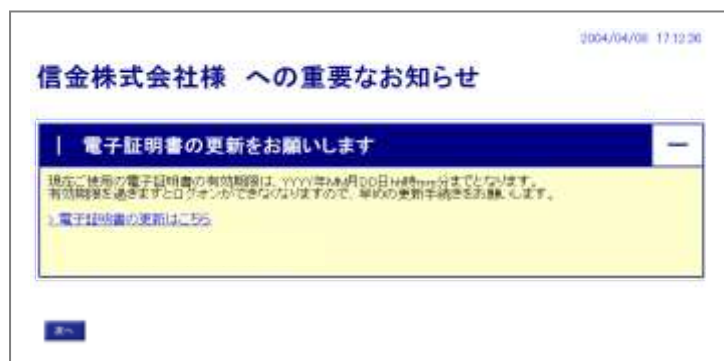 2004/04/08 17:12:36
信金株式会社様 への重要なお知らせ
| 電子証明書の更新をお願いします
現在ご使用の電子証明書の有効期限は、YYYY年MM月DD日HH時mm分までとなります。
有効期限を過ぎますとログオンができなくなりますので、早めの更新手続きをお願いします。
> 電子証明書の更新はこちら
次へ